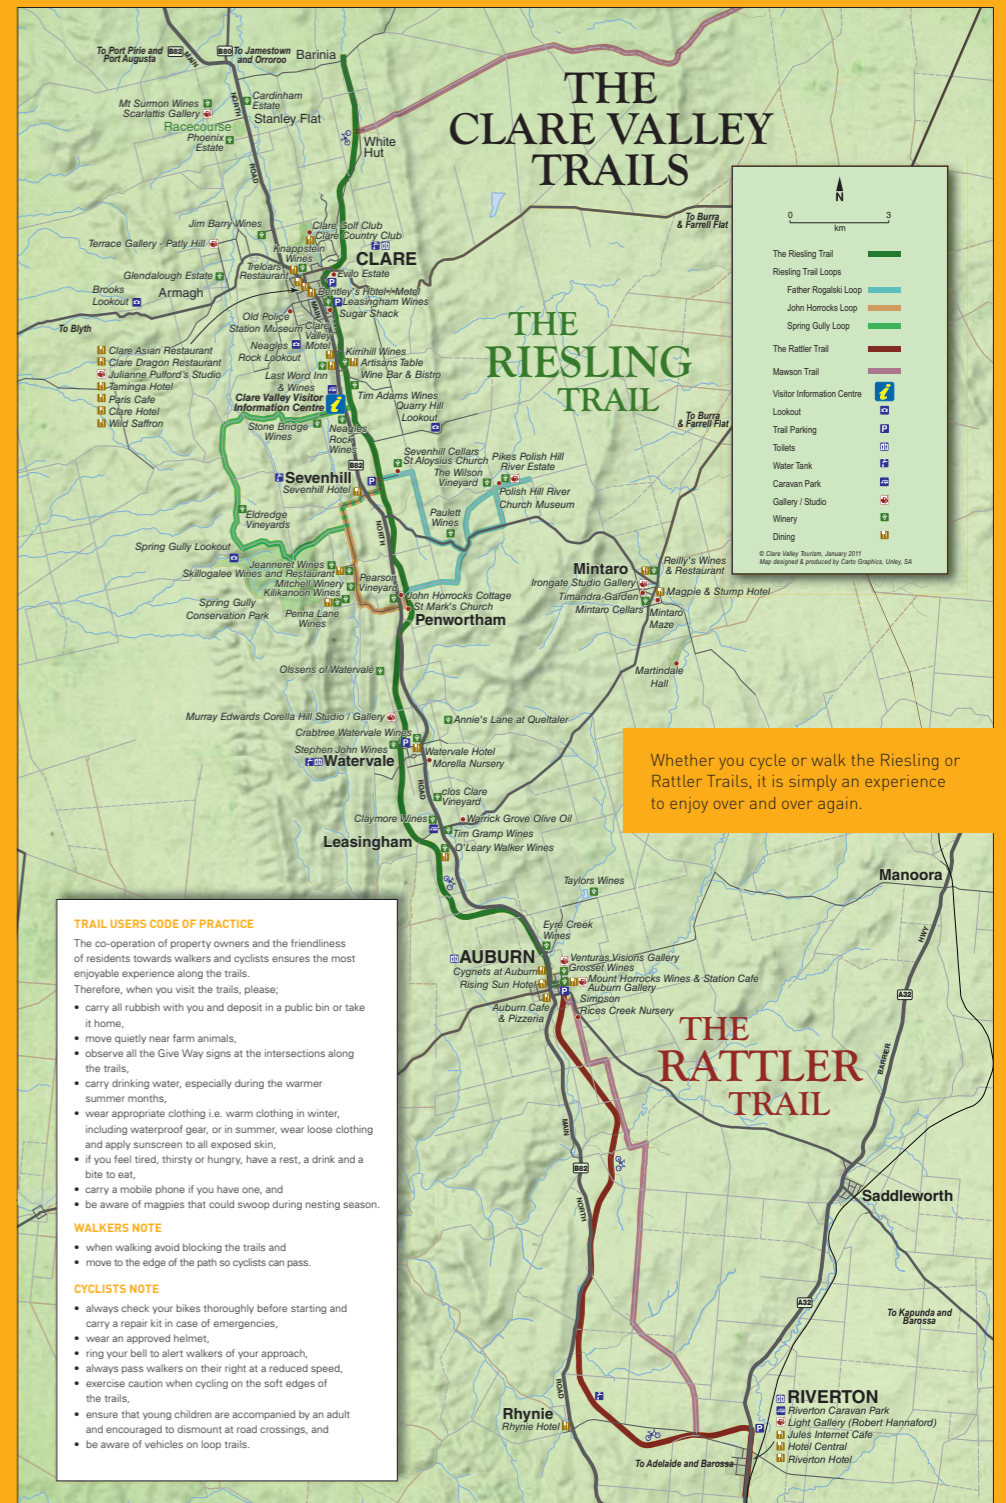 To Port Pirie and
Port Augusta
B82
MAIN
B80
To Jamestown
and Orroroo
Barinia
THE
CLARE VALLEY
TRAILS
Mt Surmon Wines
Scarlattis Gallery
Racecourse
Phoenix
Estate
NORTH
Cardinham
Estate
Stanley Flat
White
Hut
ROAD
N
0 3
km
The Riesling Trail
Riesling Trail Loops
Father Rogalski Loop
John Horrocks Loop
Spring Gully Loop
The Rattler Trail
Mawson Trail
Visitor Information Centre
Lookout
Trail Parking
Toilets
Water Tank
Caravan Park
Gallery / Studio
Winery
Dining
© Clare Valley Tourism, January 2011
Map designed & produced by Carto Graphics, Unley, SA
To Burra
& Farrell Flat
Jim Barry Wines
Clare Golf Club
Clare Country Club
Terrace Gallery - Patly Hill
Knappstein
Wines
CLARE
Treloars
Restaurant
Evilo Estate
Glendalough Estate
Brooks
Lookout
Armagh
Bentley's Hotel / Motel
Leasingham Wines
MAIN
Sugar Shack
Old Police
Station Museum
Clare
Valley
Motel
To Blyth
THE
RIESLING
TRAIL
Clare Asian Restaurant
Clare Dragon Restaurant
Julianne Pulford's Studio
Taminga Hotel
Paris Cafe
Clare Hotel
Wild Saffron
Neagles
Rock Lookout
Kirrihill Wines
Artisans Table
Wine Bar & Bistro
Last Word Inn
& Wines
Tim Adams Wines
Clare Valley Visitor
Information Centre
Quarry Hill
Lookout
To Burra
& Farrell Flat
Stone Bridge
Wines
Neagles
Rock
Wines
B82
Sevenhill Cellars
St Aloysius Church
Pikes Polish Hill
River Estate
The Wilson
Vineyard
Sevenhill
Sevenhill Hotel
Polish Hill River
Church Museum
Eldredge
Vineyards
NORTH
Paulett
Wines
Spring Gully Lookout
Jeanneret Wines
Skillogalee Wines and Restaurant
Mitchell Winery
Kilikanoon Wines
Spring Gully
Conservation Park
Penna Lane
Wines
Pearson
Vineyard
John Horrocks Cottage
St Mark's Church
Penwortham
Mintaro
Reilly's Wines
& Restaurant
Irongate Studio Gallery
Timandra Garden
Magpie & Stump Hotel
Mintaro Cellars
Mintaro
Maze
Olssens of Watervale
Martindale
Hall
Murray Edwards Corella Hill Studio / Gallery
Annie's Lane at Queltaler
Crabtree Watervale Wines
Stephen John Wines
Watervale Hotel
Watervale
Morella Nursery
ROAD
clos Clare
Vineyard
Claymore Wines
Warrick Grove Olive Oil
Tim Gramp Wines
Leasingham
O'Leary Walker Wines
Whether you cycle or walk the Riesling or
Rattler Trails, it is simply an experience
to enjoy over and over again.
Manoora
HWY
A32
BARRIER
Taylors Wines
Eyre Creek
Wines
AUBURN
Venturas Visions Gallery
Cygnets at Auburn
Grosset Wines
Rising Sun Hotel
Mount Horrocks Wines & Station Cafe
Auburn Gallery
Auburn Cafe
& Pizzeria
Simpson
Rices Creek Nursery
THE
RATTLER
TRAIL
MAIN
B82
NORTH
Saddleworth
A32
To Kapunda and
Barossa
ROAD
Rhynie
Rhynie Hotel
RIVERTON
Riverton Caravan Park
Light Gallery (Robert Hannaford)
Jules Internet Cafe
Hotel Central
Riverton Hotel
To Adelaide and Barossa
TRAIL USERS CODE OF PRACTICE
The co-operation of property owners and the friendliness
of residents towards walkers and cyclists ensures the most
enjoyable experience along the trails.
Therefore, when you visit the trails, please;
• carry all rubbish with you and deposit in a public bin or take
it home,
• move quietly near farm animals,
• observe all the Give Way signs at the intersections along
the trails,
• carry drinking water, especially during the warmer
summer months,
• wear appropriate clothing i.e. warm clothing in winter,
including waterproof gear, or in summer, wear loose clothing
and apply sunscreen to all exposed skin,
• if you feel tired, thirsty or hungry, have a rest, a drink and a
bite to eat,
• carry a mobile phone if you have one, and
• be aware of magpies that could swoop during nesting season.
WALKERS NOTE
• when walking avoid blocking the trails and
• move to the edge of the path so cyclists can pass.
CYCLISTS NOTE
• always check your bikes thoroughly before starting and
carry a repair kit in case of emergencies,
• wear an approved helmet,
• ring your bell to alert walkers of your approach,
• always pass walkers on their right at a reduced speed,
• exercise caution when cycling on the soft edges of
the trails,
• ensure that young children are accompanied by an adult
and encouraged to dismount at road crossings, and
• be aware of vehicles on loop trails.